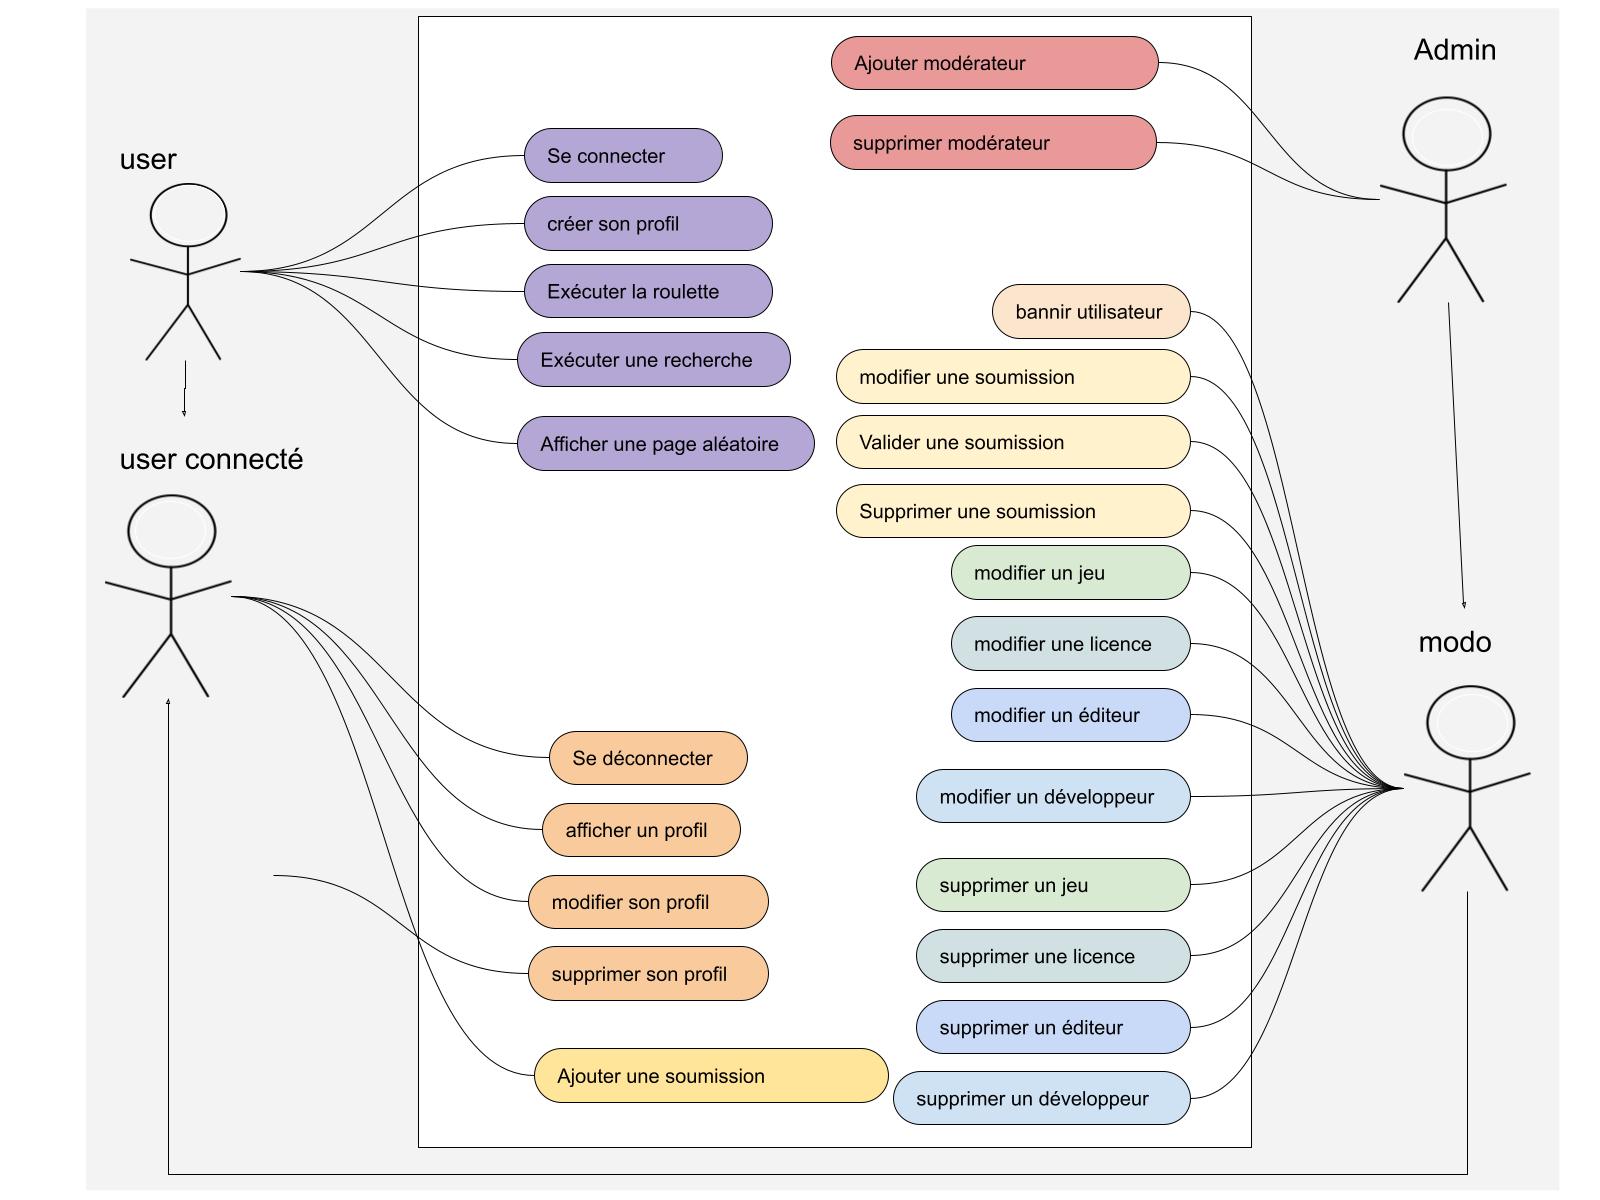 Admin
Ajouter modérateur
supprimer modérateur
user
Se connecter
créer son profil
Exécuter la roulette
Exécuter une recherche
Afficher une page aléatoire
bannir utilisateur
modifier une soumission
Valider une soumission
Supprimer une soumission
user connecté
modifier un jeu
modifier une licence
modo
modifier un éditeur
Se déconnecter
modifier un développeur
afficher un profil
supprimer un jeu
modifier son profil
supprimer une licence
supprimer son profil
supprimer un éditeur
Ajouter une soumission
supprimer un développeur